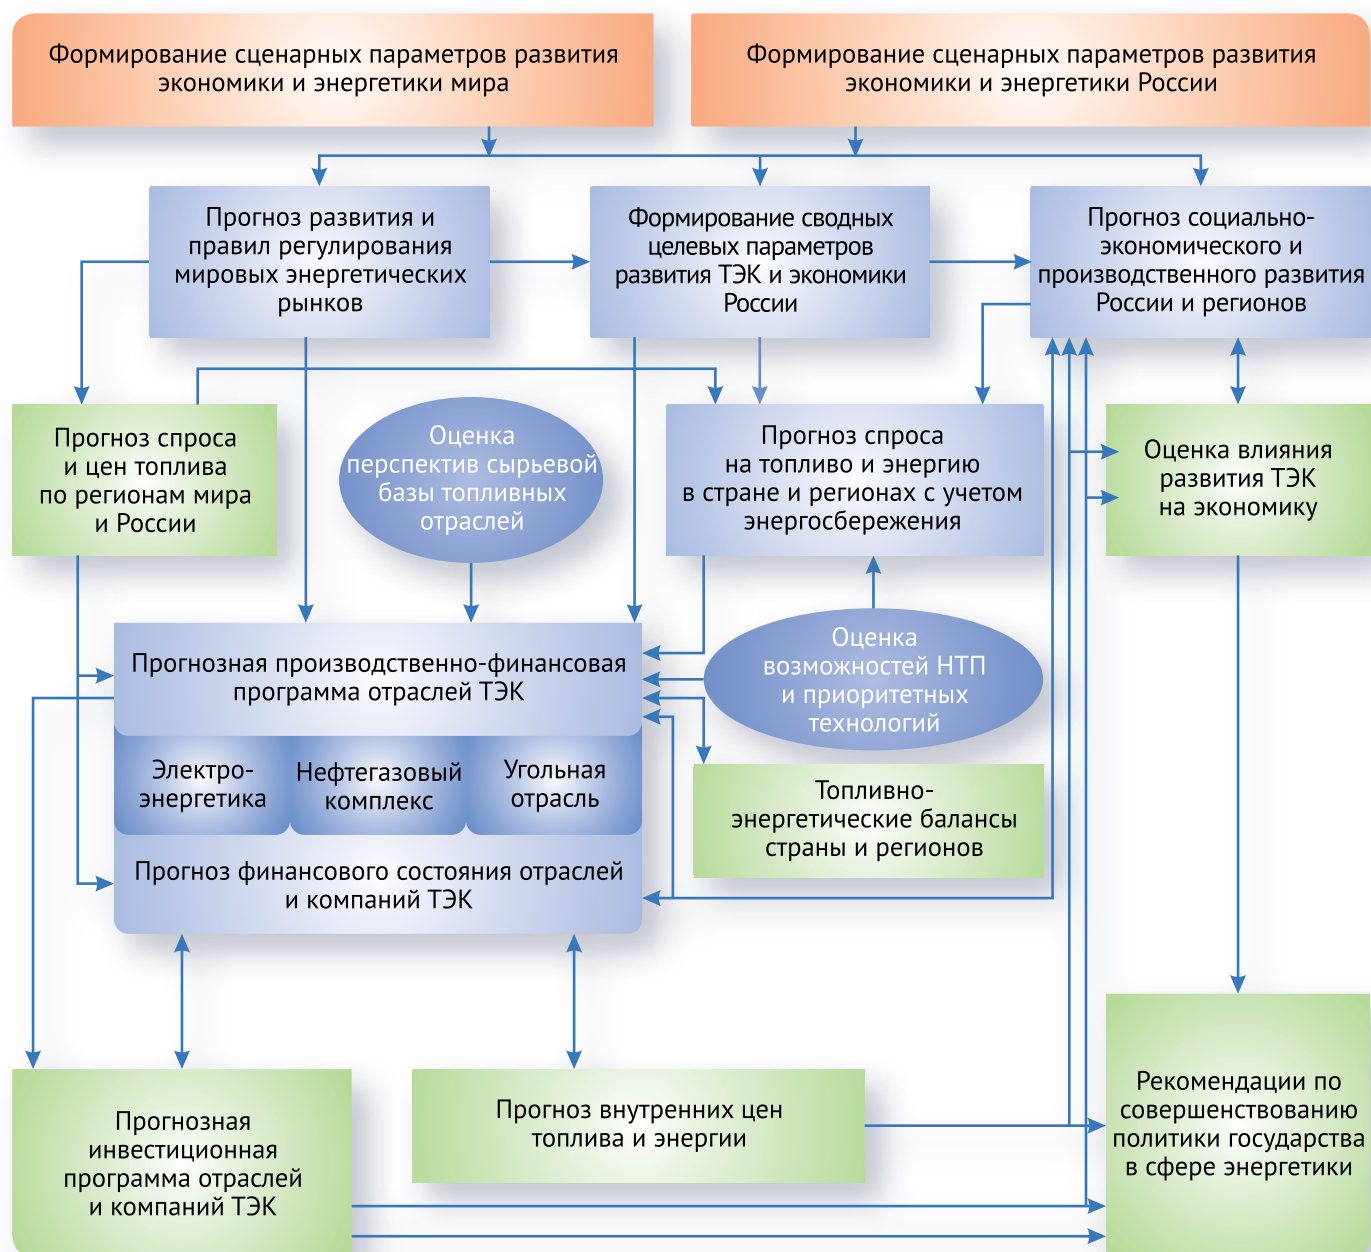 Формирование сценарных параметров развития
экономики и энергетики мира
Формирование сценарных параметров развития
экономики и энергетики России
Прогноз развития и
правил регулирования
мировых энергетических
рынков
Формирование сводных
целевых параметров
развития ТЭК и экономики
России
Прогноз социально-
экономического и
производственного развития
России и регионов
Прогноз спроса
и цен топлива
по регионам мира
и России
Оценка
перспектив сырьевой
базы топливных
отраслей
Прогноз спроса
на топливо и энергию
в стране и регионах с учетом
энергосбережения
Оценка влияния
развития ТЭК
на экономику
Прогнозная производственно-финансовая
программа отраслей ТЭК
Оценка
возможностей НТП
и приоритетных
технологий
Электро-
энергетика
Нефтегазовый
комплекс
Угольная
отрасль
Топливно-
энергетические балансы
страны и регионов
Прогноз финансового состояния отраслей
и компаний ТЭК
Прогнозная
инвестиционная
программа отраслей
и компаний ТЭК
Прогноз внутренних цен
топлива и энергии
Рекомендации по
совершенствованию
политики государства
в сфере энергетики